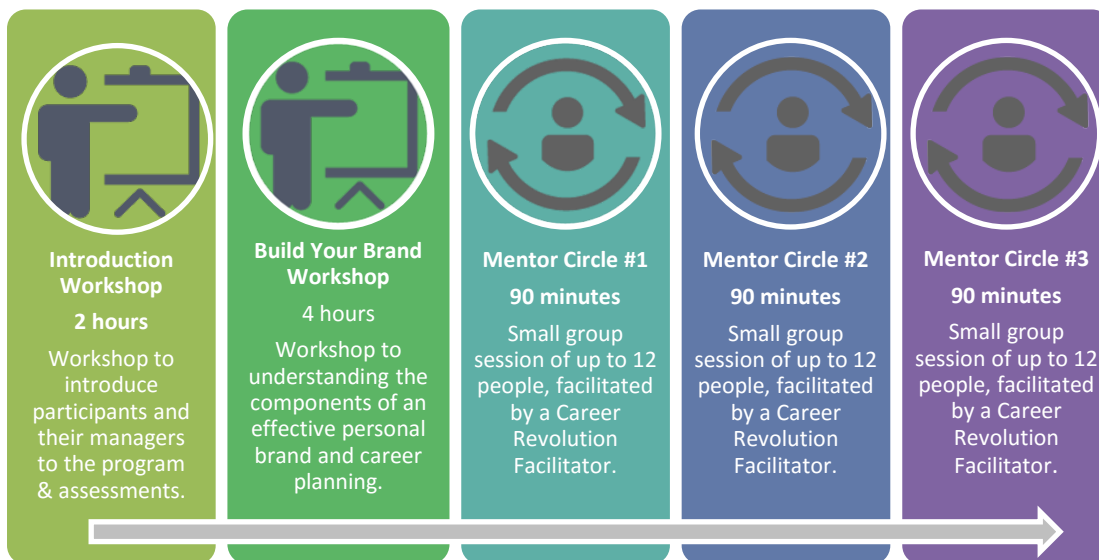 Introduction
Workshop
2 hours
Workshop to
introduce
participants and
their managers
to the program
& assessments.
Build Your Brand
Workshop
4 hours
Workshop to
understanding the
components of an
effective personal
brand and career
planning.
Mentor Circle #1
90 minutes
Small group
session of up to 12
people, facilitated
by a Career
Revolution
Facilitator.
Mentor Circle #2
90 minutes
Small group
session of up to 12
people, facilitated
by a Career
Revolution
Facilitator.
Mentor Circle #3
90 minutes
Small group
session of up to 12
people, facilitated
by a Career
Revolution
Facilitator.